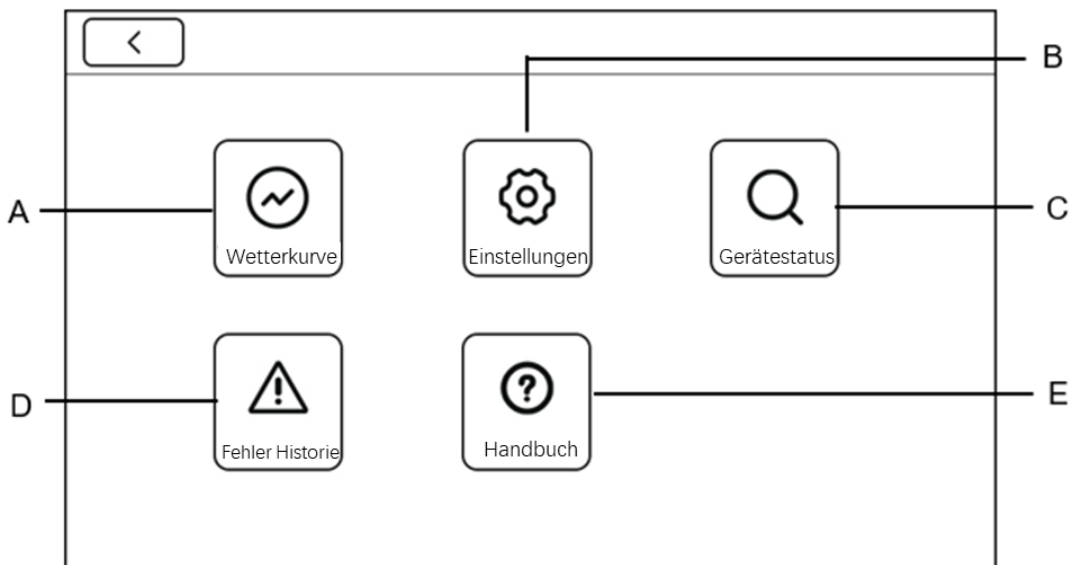 B
A
Wetterkurve
Einstellungen
Gerätestatus
C
D
Fehler Historie
Handbuch
E